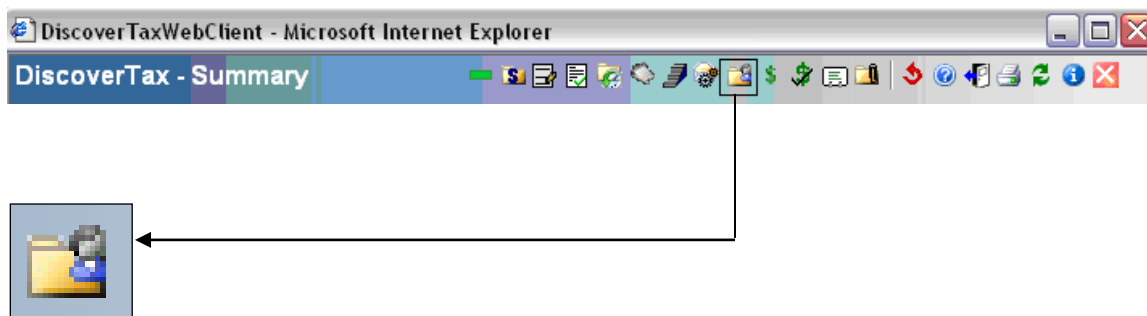 DiscoverTaxWebClient - Microsoft Internet Explorer
DiscoverTax - Summary